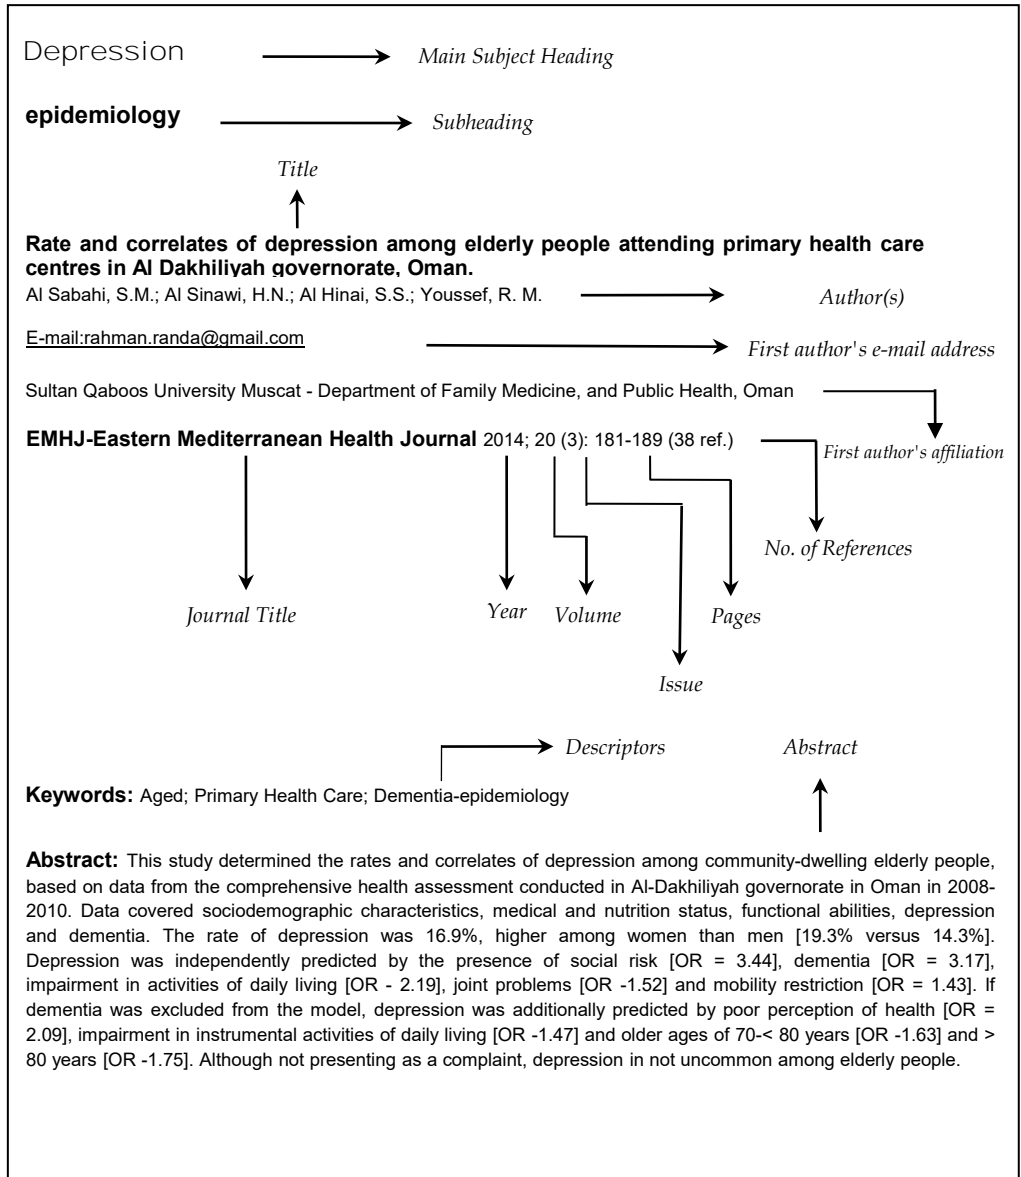 Depression Main Subject Heading
epidemiology Subheading
Title
Rate and correlates of depression among elderly people attending primary health care
centres in Al Dakhiliyah governorate, Oman.
Al Sabahi, S.M.; Al Sinawi, H.N.; Al Hinai, S.S.; Youssef, R. M. Author(s)
E-mail:rahman.randa@gmail.com First author's e-mail address
Sultan Qaboos University Muscat - Department of Family Medicine, and Public Health, Oman
EMHJ-Eastern Mediterranean Health Journal 2014; 20 (3): 181-189 (38 ref.)
First author's affiliation
No. of References
Journal Title Year Volume Pages
Issue
Descriptors Abstract
Keywords: Aged; Primary Health Care; Dementia-epidemiology
Abstract: This study determined the rates and correlates of depression among community-dwelling elderly people,
based on data from the comprehensive health assessment conducted in Al-Dakhiliyah governorate in Oman in 2008-
2010. Data covered sociodemographic characteristics, medical and nutrition status, functional abilities, depression
and dementia. The rate of depression was 16.9%, higher among women than men [19.3% versus 14.3%].
Depression was independently predicted by the presence of social risk [OR = 3.44], dementia [OR = 3.17],
impairment in activities of daily living [OR - 2.19], joint problems [OR -1.52] and mobility restriction [OR = 1.43]. If
dementia was excluded from the model, depression was additionally predicted by poor perception of health [OR =
2.09], impairment in instrumental activities of daily living [OR -1.47] and older ages of 70-< 80 years [OR -1.63] and >
80 years [OR -1.75]. Although not presenting as a complaint, depression in not uncommon among elderly people.